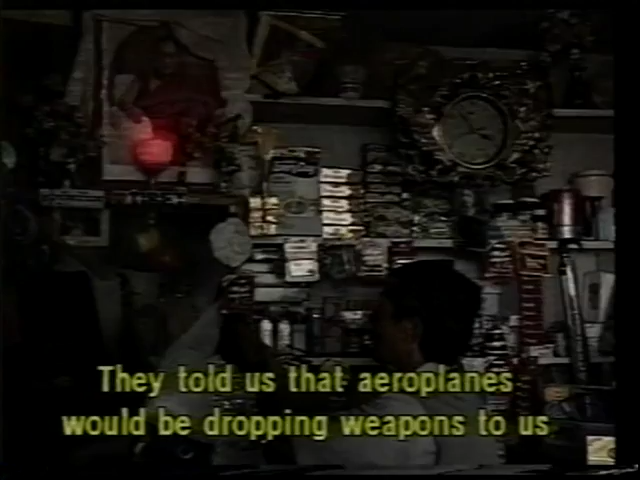 They told us that aeroplanes
would be dropping weapons to us